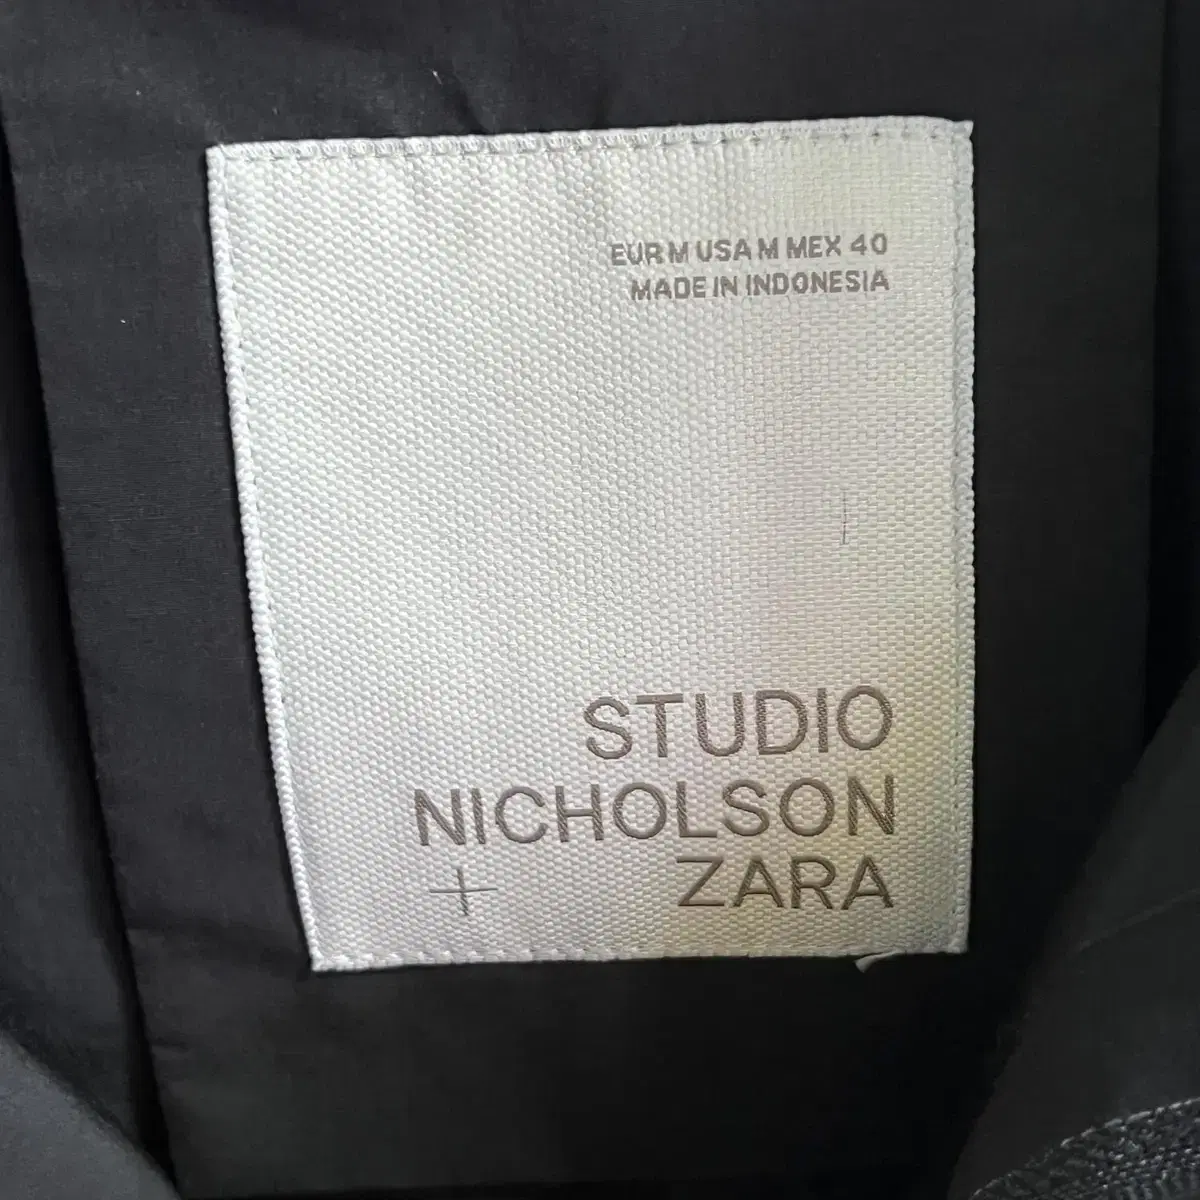 EUR M USA M MEX 40
MADE IN INDONESIA
STUDIO
NICHOLSON
+ ZARA